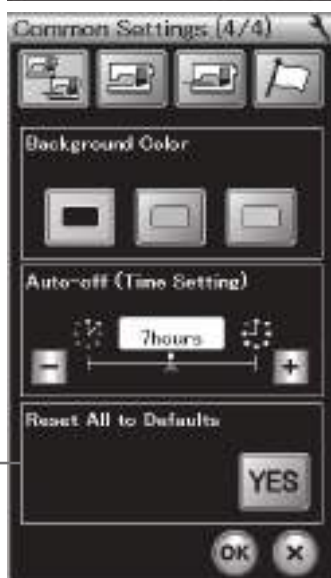 Common Settings (4/4)
Background Color
Auto-off (Time Setting)
7hours
− +
Reset All to Defaults
YES
OK ×